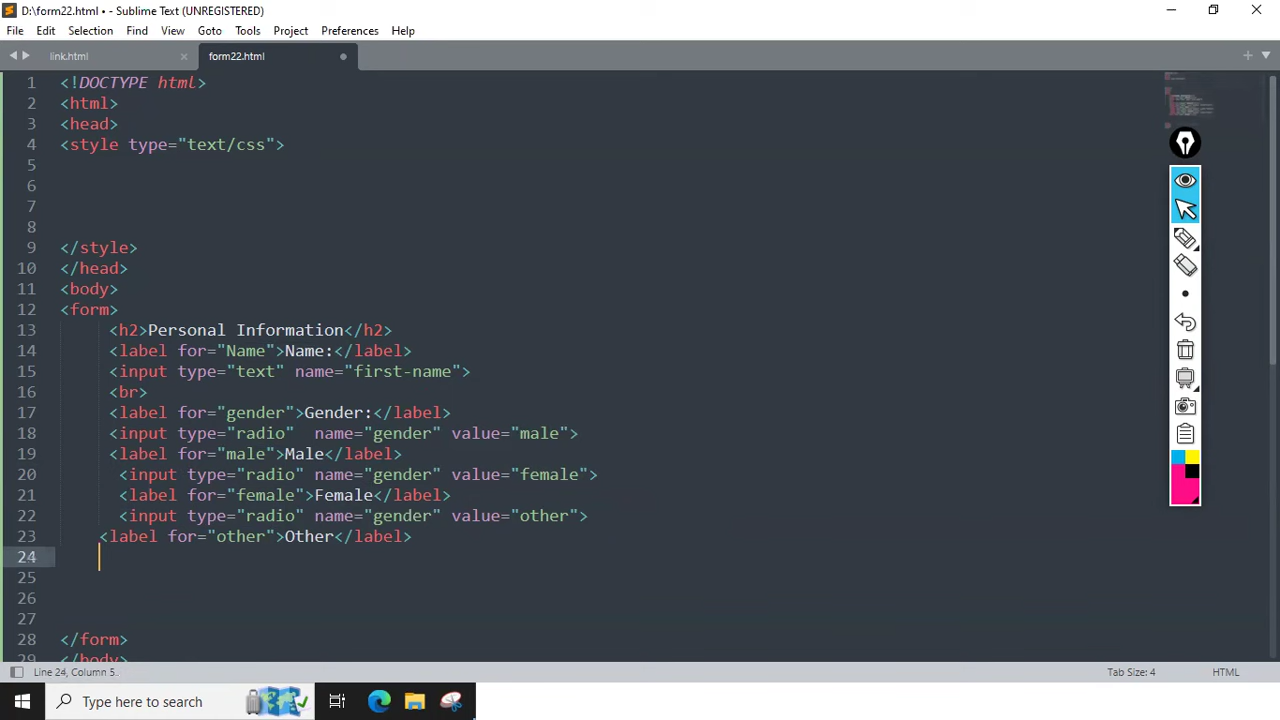 D:\form22.html • - Sublime Text (UNREGISTERED)
File Edit Selection Find View Goto Tools Project Preferences Help
link.html × form22.html
1 <!DOCTYPE html>
2 <html>
3 <head>
4 <style type="text/css">
5
6
7
8
9 </style>
10 </head>
11 <body>
12 <form>
13 <h2>Personal Information</h2>
14 <label for="Name">Name:</label>
15 <input type="text" name="first-name">
16 <br>
17 <label for="gender">Gender:</label>
18 <input type="radio"  name="gender" value="male">
19 <label for="male">Male</label>
20 <input type="radio" name="gender" value="female">
21 <label for="female">Female</label>
22 <input type="radio" name="gender" value="other">
23 <label for="other">Other</label>
24
25
26
27
28 </form>
29 </body>
Line 24, Column 5. Tab Size: 4 HTML
Type here to search